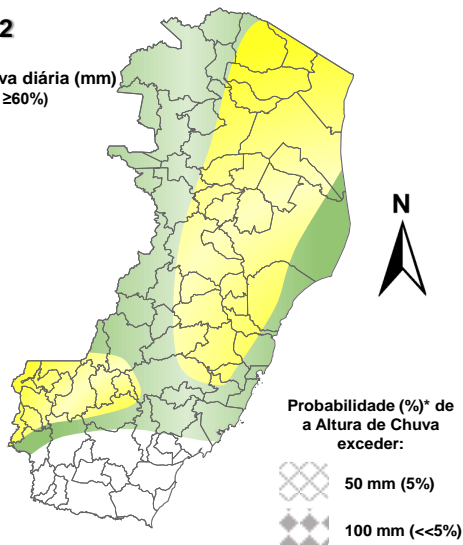 2
va diária (mm)
≥60%)
N
Probabilidade (%)* de
a Altura de Chuva
exceder:
50 mm (5%)
100 mm (<<5%)